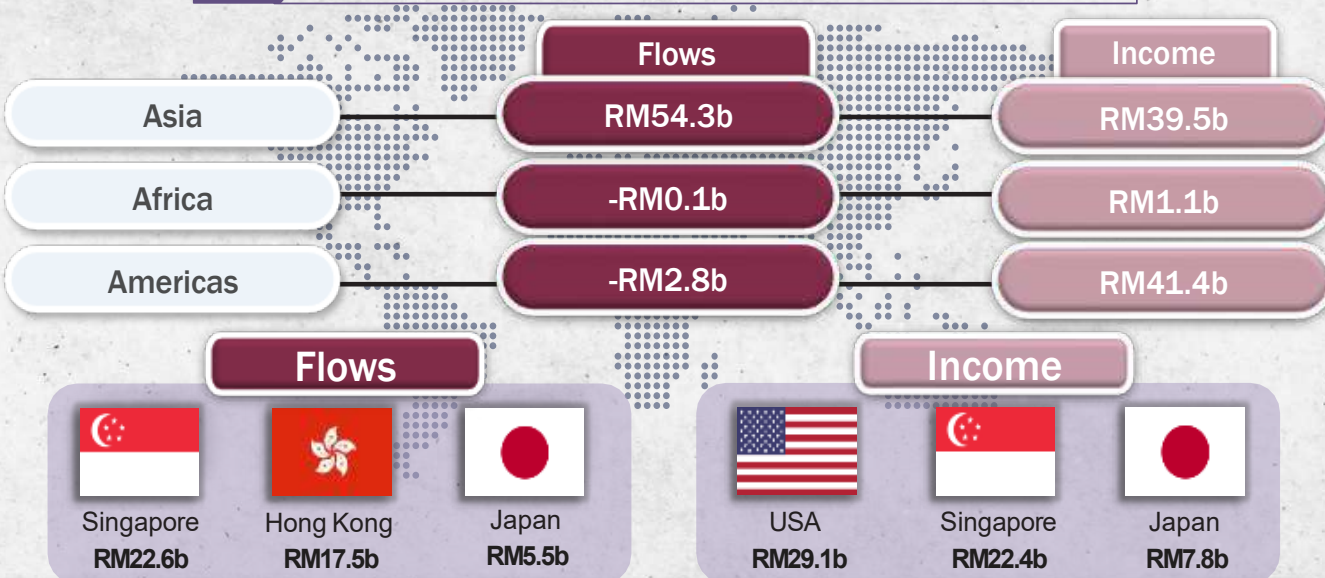 Flows
Income
Asia
RM54.3b
RM39.5b
Africa
-RM0.1b
RM1.1b
Americas
-RM2.8b
RM41.4b
Flows
Income
Singapore
RM22.6b
Hong Kong
RM17.5b
Japan
RM5.5b
USA
RM29.1b
Singapore
RM22.4b
Japan
RM7.8b